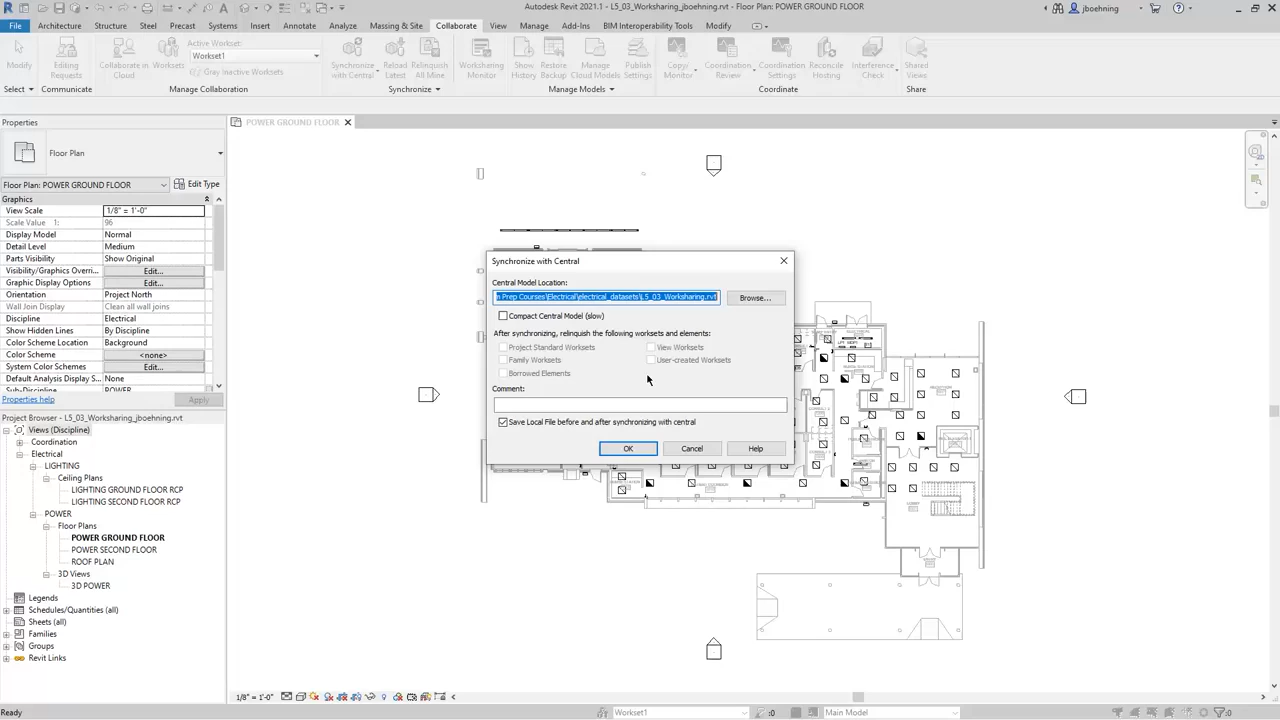 Autodesk Revit 2021.1 - L5_03_Worksharing_jboehning.rvt - Floor Plan: POWER GROUND FLOOR
jboehning
File Architecture Structure Steel Precast Systems Insert Annotate Analyze Massing & Site Collaborate View Manage Add-Ins BIM Interoperability Tools Modify
Modify
Editing Requests
Collaborate in Cloud
Worksets
Active Workset:
Workset1
Gray Inactive Worksets
Synchronize with Central
Reload Latest
Relinquish All Mine
Worksharing Monitor
Show History
Restore Backup
Manage Cloud Models
Publish Settings
Copy/ Monitor
Coordination Review
Coordination Settings
Reconcile Hosting
Interference Check
Shared Views
Select Communicate Manage Collaboration Synchronize Manage Models Coordinate Share
Properties
POWER GROUND FLOOR
Floor Plan
Floor Plan: POWER GROUND FLOOR Edit Type
Graphics
View Scale 1/8" = 1'-0"
Scale Value 1: 96
Display Model Normal
Detail Level Medium
Parts Visibility Show Original
Visibility/Graphics Overri... Edit...
Graphic Display Options Edit...
Orientation Project North
Wall Join Display Clean all wall joins
Discipline Electrical
Show Hidden Lines By Discipline
Color Scheme Location Background
Color Scheme <none>
System Color Schemes Edit...
Default Analysis Display S... None
Sub-Discipline POWER
Properties help Apply
Project Browser - L5_03_Worksharing_jboehning.rvt
Views (Discipline)
Coordination
Electrical
LIGHTING
Ceiling Plans
LIGHTING GROUND FLOOR RCP
LIGHTING SECOND FLOOR RCP
POWER
Floor Plans
POWER GROUND FLOOR
POWER SECOND FLOOR
ROOF PLAN
3D Views
3D POWER
Legends
Schedules/Quantities (all)
Sheets (all)
Families
Groups
Revit Links
Synchronize with Central
Central Model Location:
n Prep Courses\Electrical\electrical_datasets\L5_03_Worksharing.rvt Browse...
Compact Central Model (slow)
After synchronizing, relinquish the following worksets and elements:
Project Standard Worksets View Worksets
Family Worksets User-created Worksets
Borrowed Elements
Comment:
Save Local File before and after synchronizing with central
OK Cancel Help
LOBBY
1/8" = 1'-0"
Ready Workset1 :0 Main Model :0